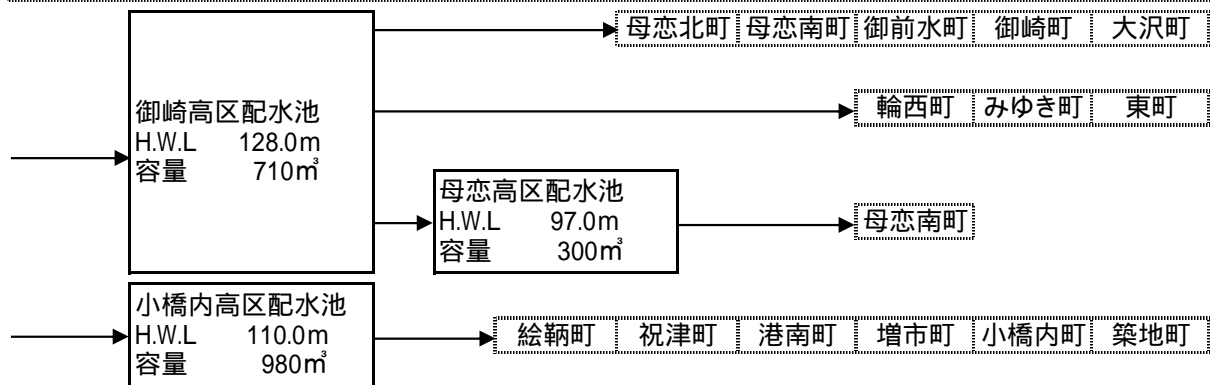 母恋北町 母恋南町 御前水町 御崎町 大沢町
御崎高区配水池
H.W.L 128.0m
容量 710㎥
輪西町 みゆき町 東町
母恋高区配水池
H.W.L 97.0m
容量 300㎥
母恋南町
小橋内高区配水池
H.W.L 110.0m
容量 980㎥
絵鞆町 祝津町 港南町 増市町 小橋内町 築地町